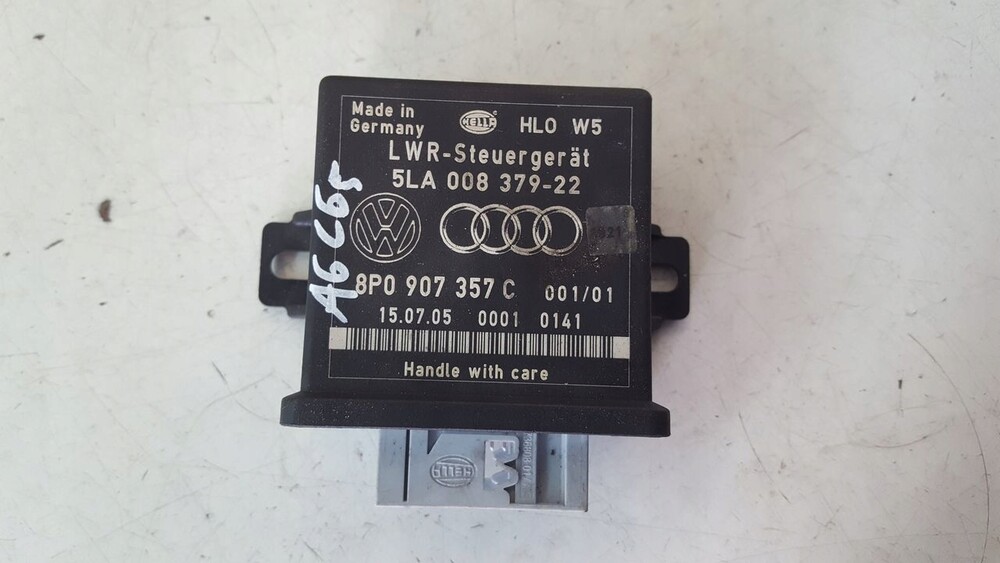 Made in
Germany
HELLA
HLO W5
LWR-Steuergerät
5LA 008 379-22
8P0 907 357 C 001/01
15.07.05 0001 0141
Handle with care
A6 C6
HELLA